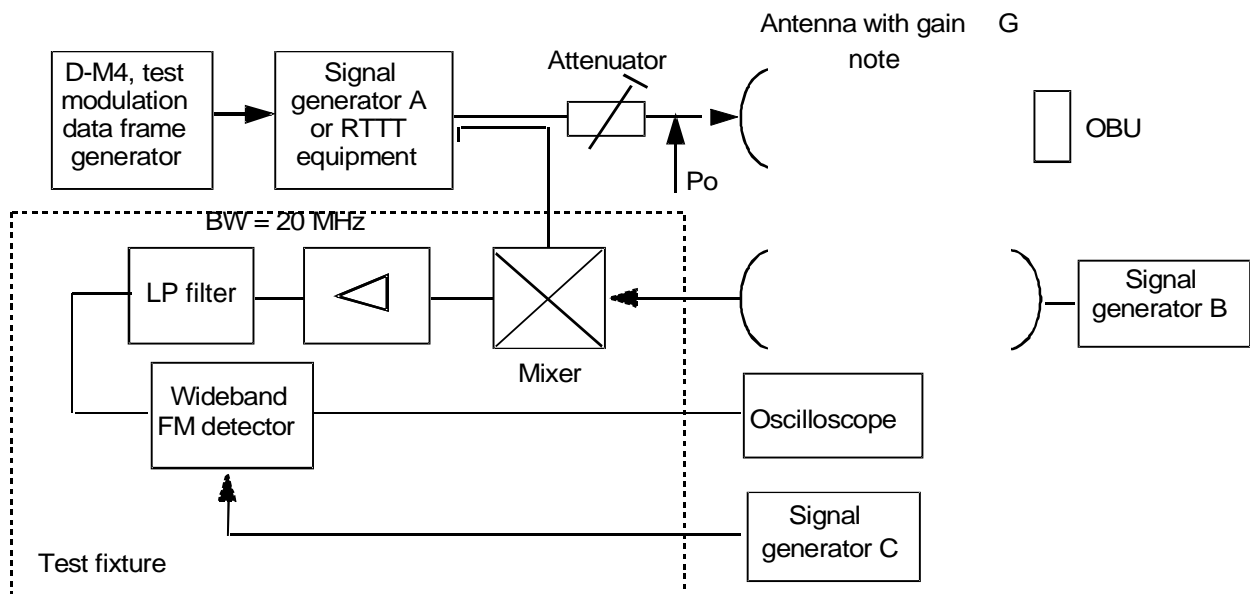 Antenna with gain G
note
D-M4, test
modulation
data frame
generator
Signal
generator A
or RTTT
equipment
Attenuator
OBU
Po
BW = 20 MHz
LP filter
Mixer
Signal
generator B
Wideband
FM detector
Oscilloscope
Signal
generator C
Test fixture